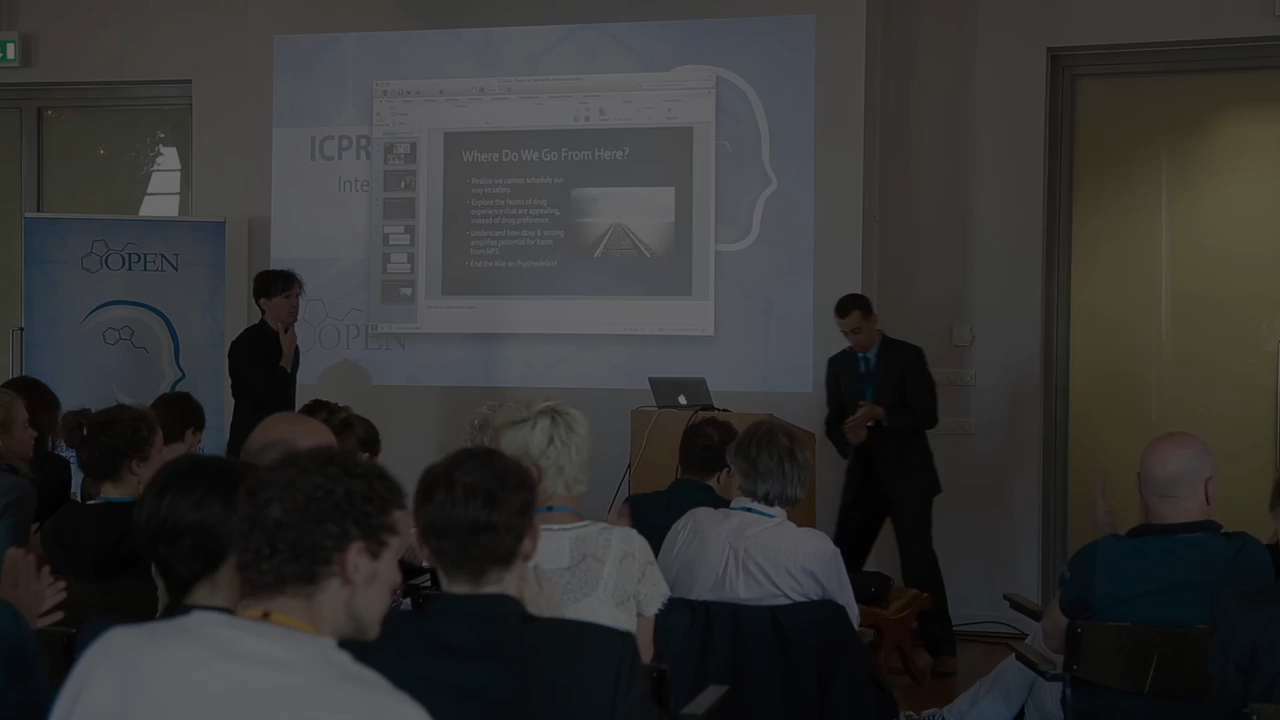 ICPR
Inte
Where Do We Go From Here?
• Realize we cannot schedule our
way to safety.
• Explore the facets of drug
experience that are appealing,
instead of drug preference.
• Understand how dose & setting
amplifies potential for harm
from NPS.
• End the War on Psychedelics!
OPEN
OPEN